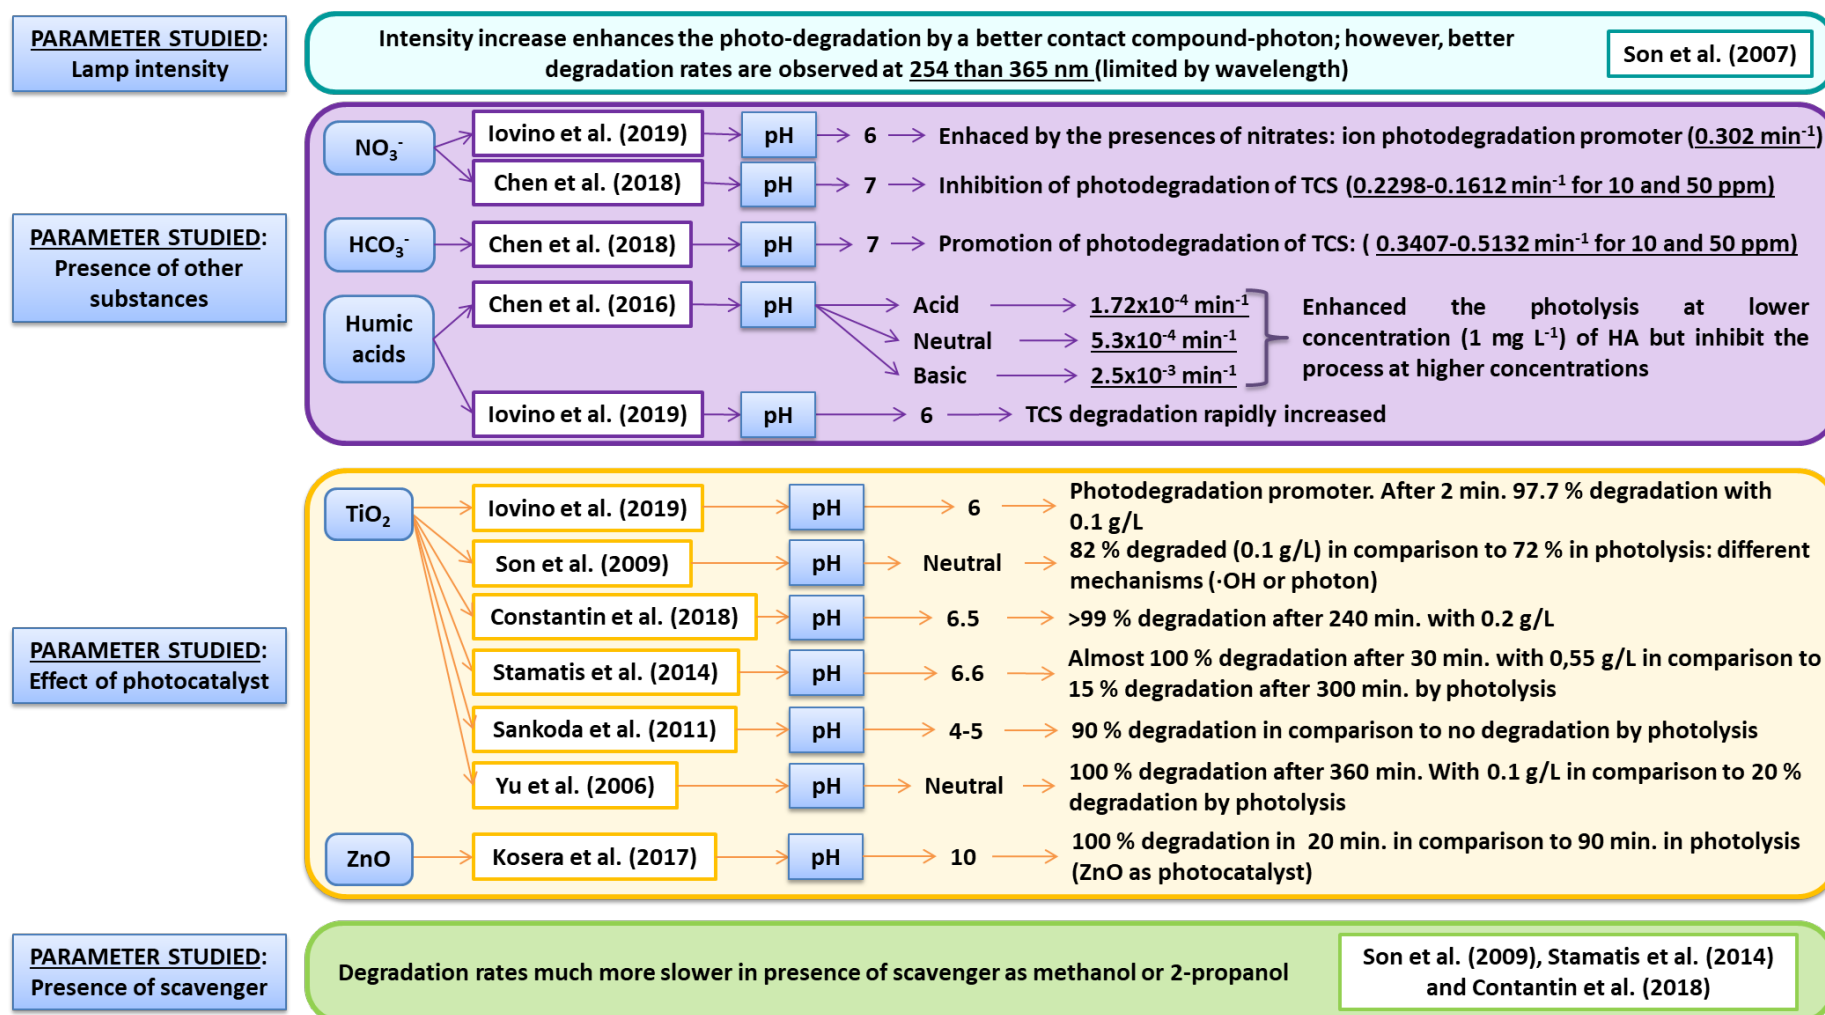 PARAMETER STUDIED:
Lamp intensity
Intensity increase enhances the photo-degradation by a better contact compound-photon; however, better
degradation rates are observed at 254 than 365 nm (limited by wavelength)
Son et al. (2007)
PARAMETER STUDIED:
Presence of other
substances
NO₃⁻
Iovino et al. (2019)
pH
6
Enhaced by the presences of nitrates: ion photodegradation promoter (0.302 min⁻¹)
Chen et al. (2018)
pH
7
Inhibition of photodegradation of TCS (0.2298-0.1612 min⁻¹ for 10 and 50 ppm)
HCO₃⁻
Chen et al. (2018)
pH
7
Promotion of photodegradation of TCS: ( 0.3407-0.5132 min⁻¹ for 10 and 50 ppm)
Humic
acids
Chen et al. (2016)
pH
Acid
1.72x10⁻⁴ min⁻¹
Neutral
5.3x10⁻⁴ min⁻¹
Basic
2.5x10⁻³ min⁻¹
Enhanced the photolysis at lower
concentration (1 mg L⁻¹) of HA but inhibit the
process at higher concentrations
Iovino et al. (2019)
pH
6
TCS degradation rapidly increased
PARAMETER STUDIED:
Effect of photocatalyst
TiO₂
Iovino et al. (2019)
pH
6
Photodegradation promoter. After 2 min. 97.7 % degradation with
0.1 g/L
Son et al. (2009)
pH
Neutral
82 % degraded (0.1 g/L) in comparison to 72 % in photolysis: different
mechanisms (·OH or photon)
Constantin et al. (2018)
pH
6.5
>99 % degradation after 240 min. with 0.2 g/L
Stamatis et al. (2014)
pH
6.6
Almost 100 % degradation after 30 min. with 0,55 g/L in comparison to
15 % degradation after 300 min. by photolysis
Sankoda et al. (2011)
pH
4-5
90 % degradation in comparison to no degradation by photolysis
Yu et al. (2006)
pH
Neutral
100 % degradation after 360 min. With 0.1 g/L in comparison to 20 %
degradation by photolysis
ZnO
Kosera et al. (2017)
pH
10
100 % degradation in 20 min. in comparison to 90 min. in photolysis
(ZnO as photocatalyst)
PARAMETER STUDIED:
Presence of scavenger
Degradation rates much more slower in presence of scavenger as methanol or 2-propanol
Son et al. (2009), Stamatis et al. (2014)
and Contantin et al. (2018)